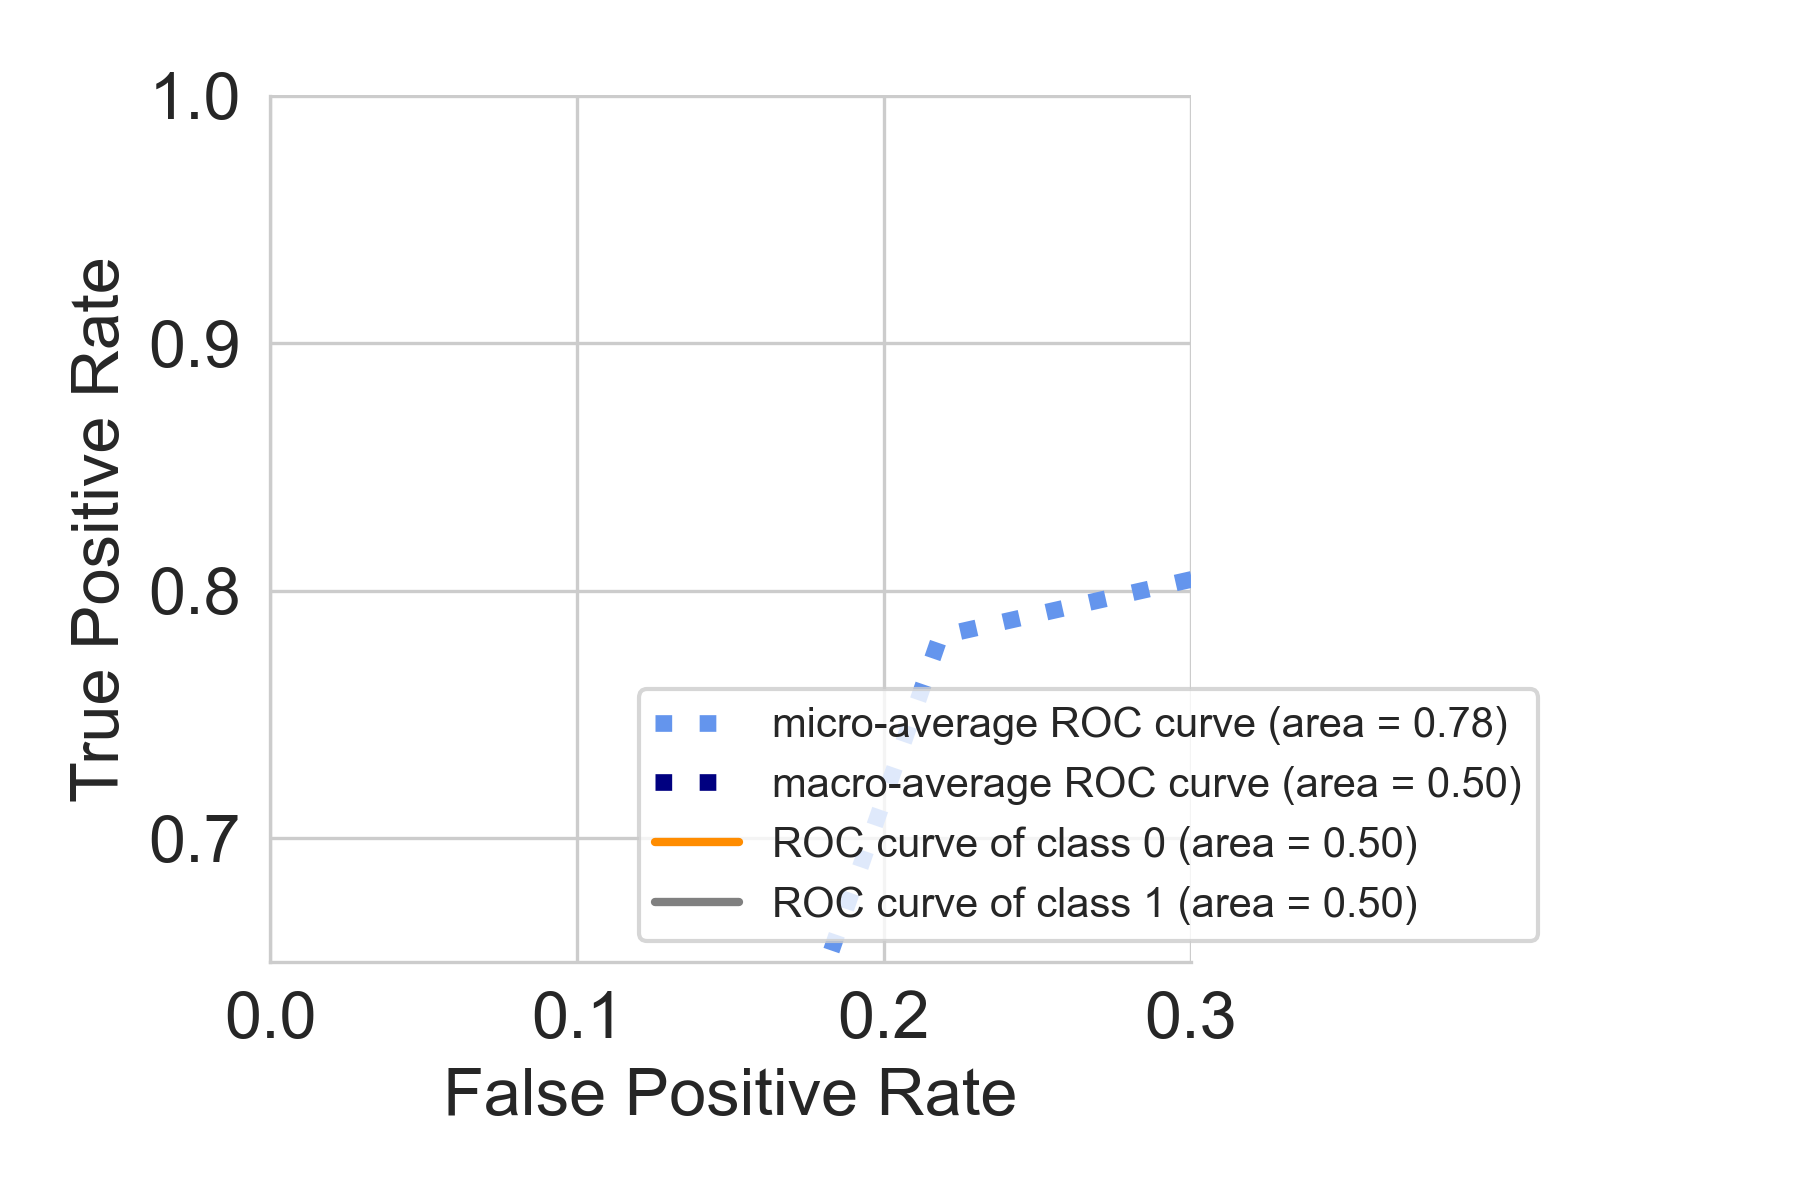 1.0
0.9
0.8
0.7
True Positive Rate
micro-average ROC curve (area = 0.78)
macro-average ROC curve (area = 0.50)
ROC curve of class 0 (area = 0.50)
ROC curve of class 1 (area = 0.50)
0.0 0.1 0.2 0.3
False Positive Rate